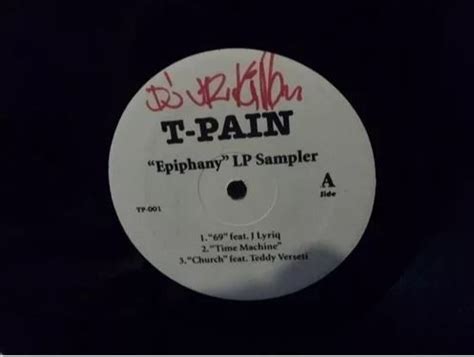 T-PAIN
"Epiphany" LP Sampler
A
Side
TP-001
1. "69" feat. J Lyriq
2. "Time Machine"
3. "Church" feat. Teddy Verseti